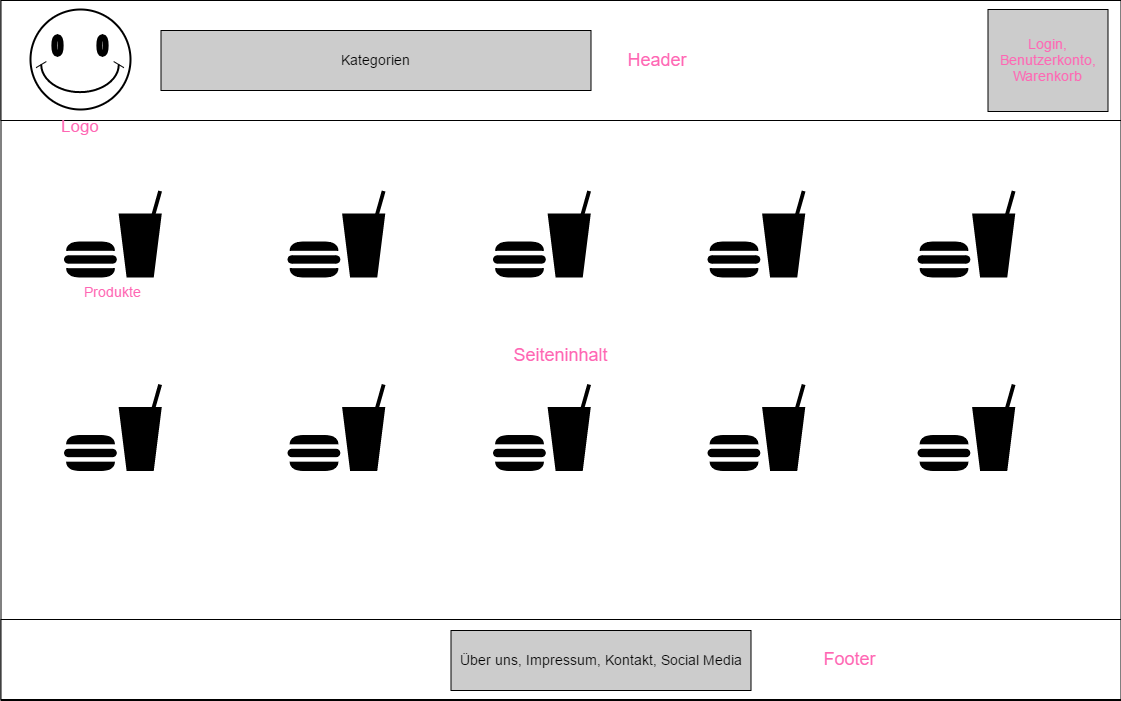 Kategorien
Header
Login,
Benutzerkonto,
Warenkorb
Logo
Produkte
Seiteninhalt
Über uns, Impressum, Kontakt, Social Media
Footer